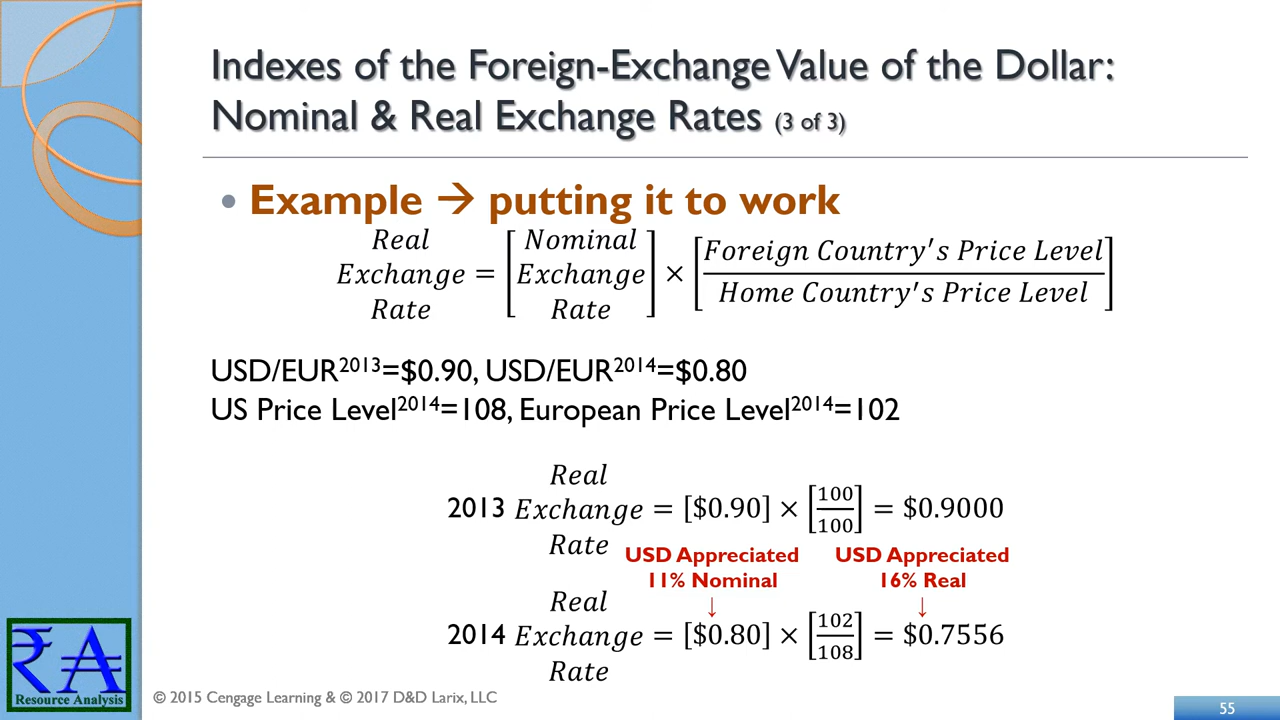 Indexes of the Foreign-Exchange Value of the Dollar:
Nominal & Real Exchange Rates (3 of 3)
• Example → putting it to work
Real Exchange Rate = [Nominal Exchange Rate] × [Foreign Country's Price Level / Home Country's Price Level]
USD/EUR²⁰¹³=$0.90, USD/EUR²⁰¹⁴=$0.80
US Price Level²⁰¹⁴=108, European Price Level²⁰¹⁴=102
2013 Real Exchange Rate = [$0.90] × [100/100] = $0.9000
USD Appreciated 11% Nominal ↓
USD Appreciated 16% Real ↓
2014 Real Exchange Rate = [$0.80] × [102/108] = $0.7556
₹A
Resource Analysis
© 2015 Cengage Learning & © 2017 D&D Larix, LLC
55